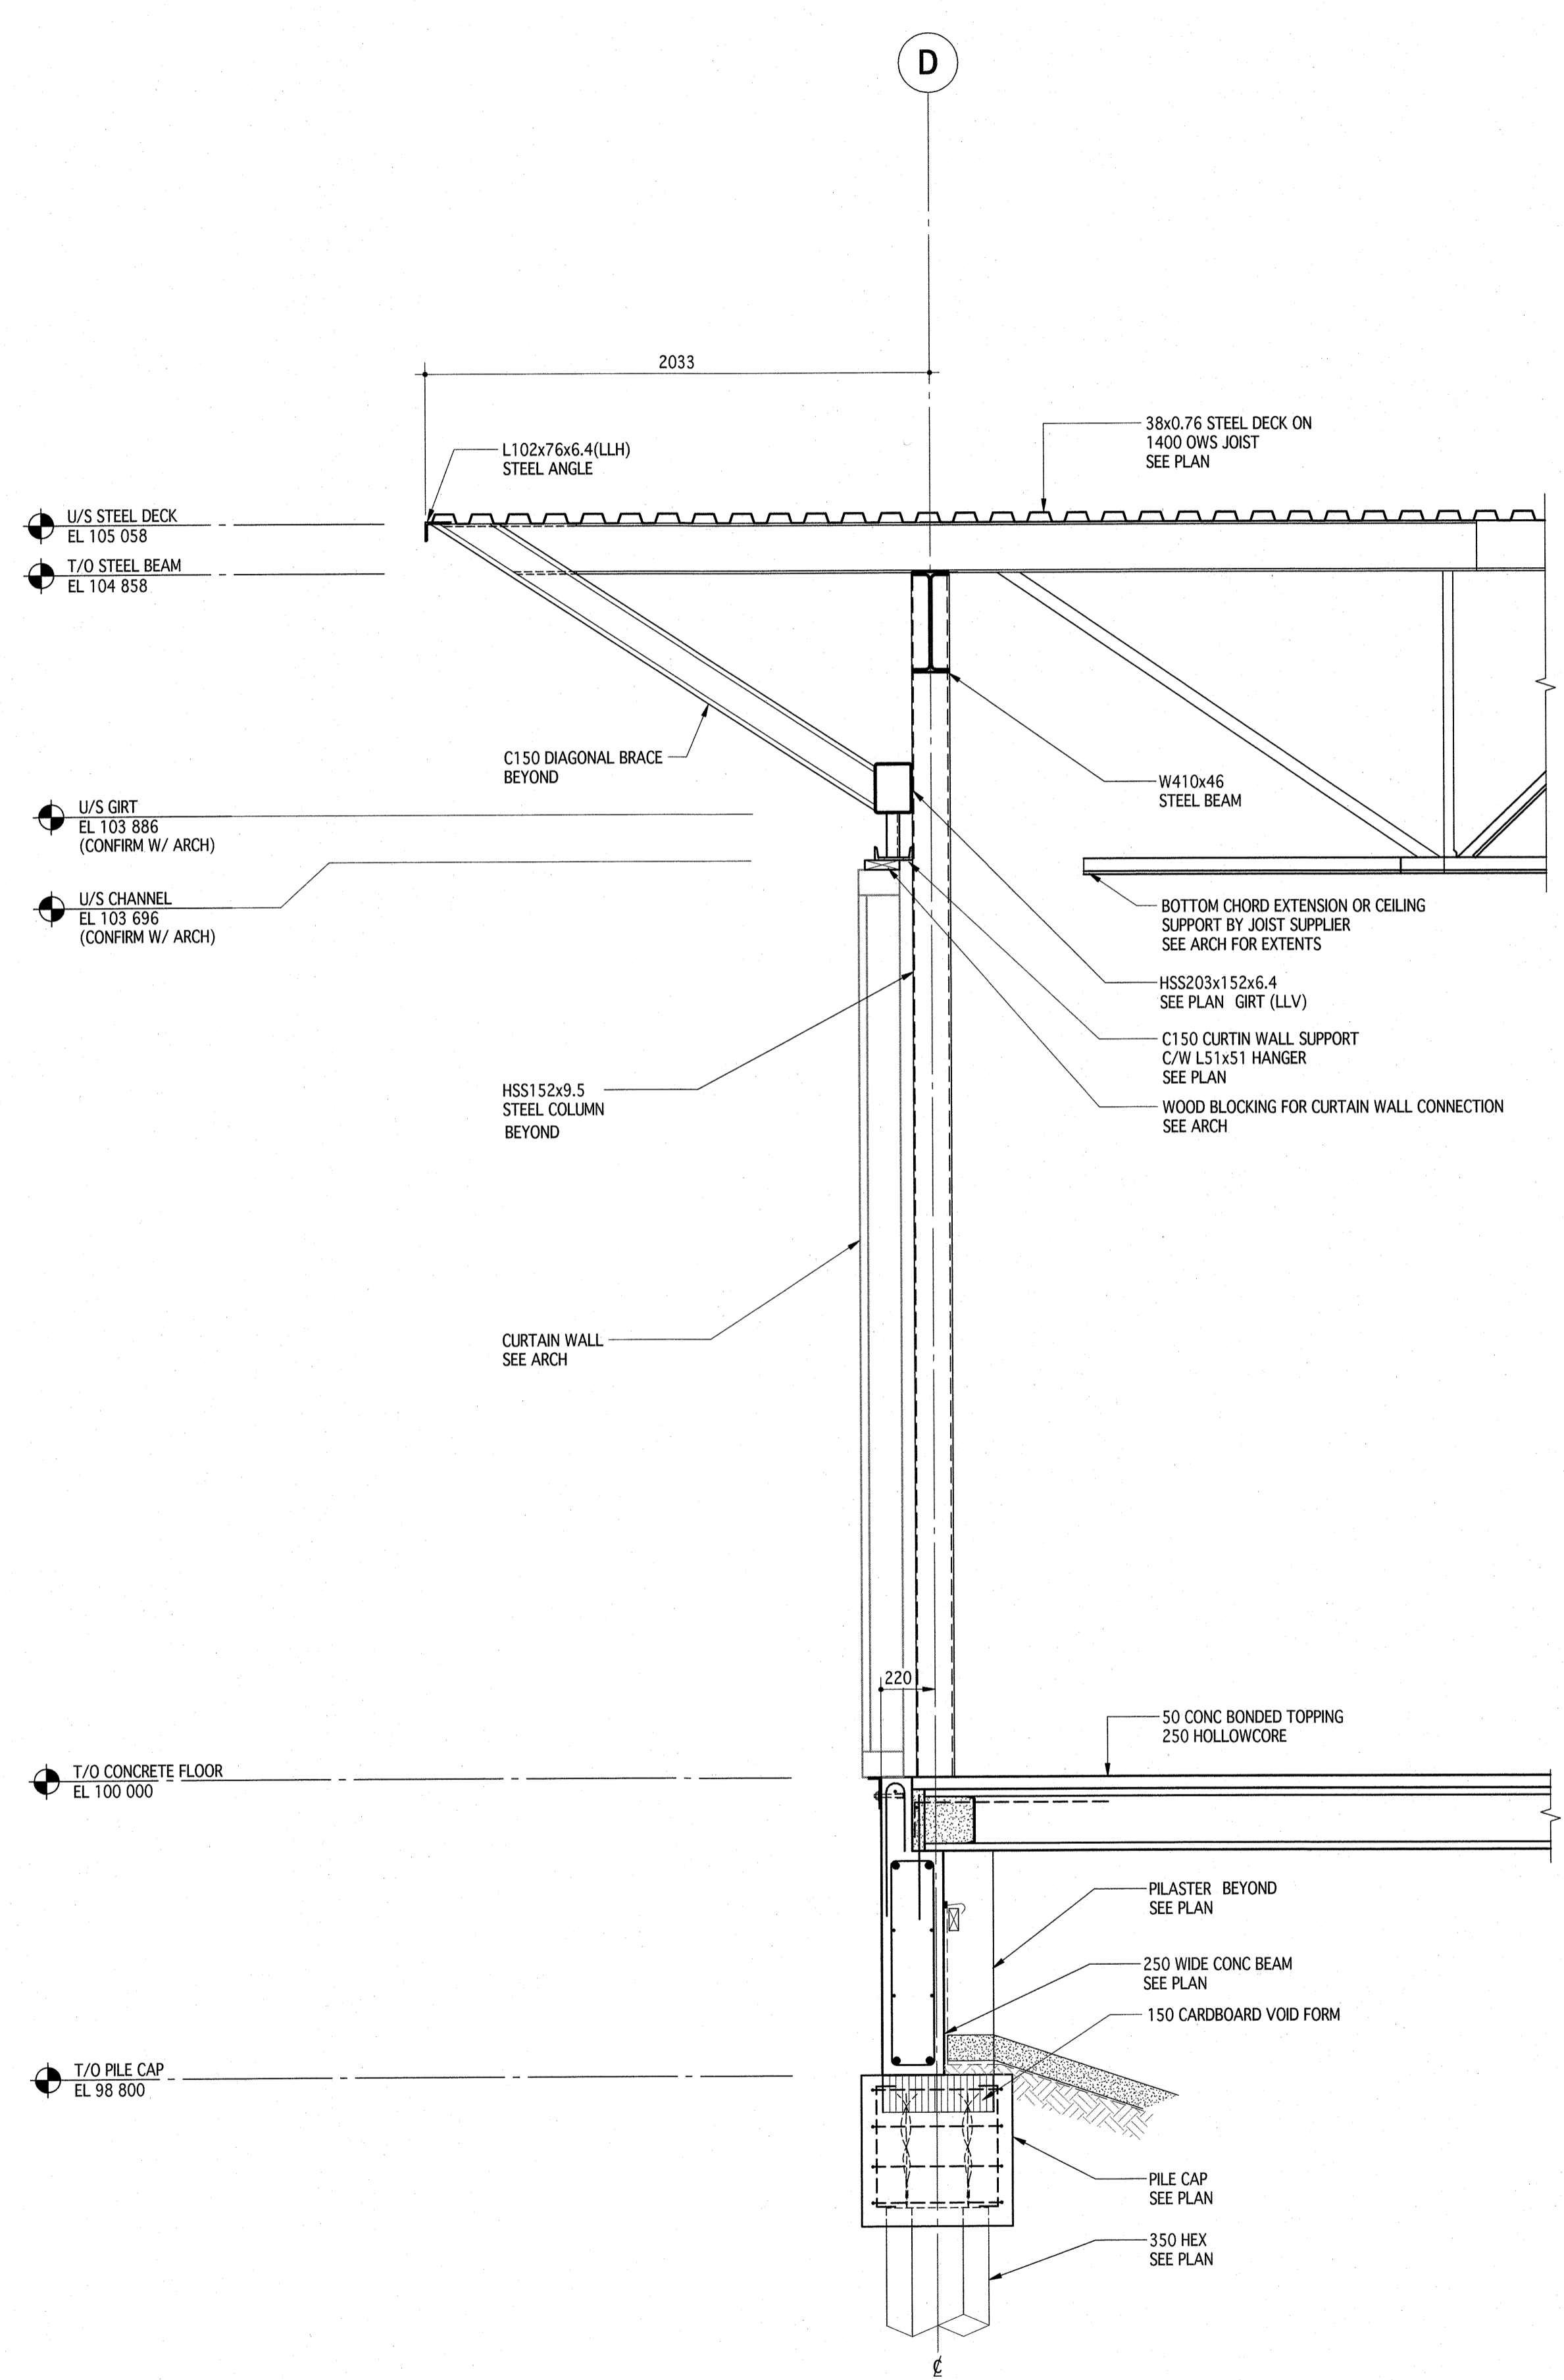 D
2033
38x0.76 STEEL DECK ON
1400 OWS JOIST
SEE PLAN
L102x76x6.4(LLH)
STEEL ANGLE
U/S STEEL DECK
EL 105 058
T/O STEEL BEAM
EL 104 858
C150 DIAGONAL BRACE
BEYOND
W410x46
STEEL BEAM
U/S GIRT
EL 103 886
(CONFIRM W/ ARCH)
U/S CHANNEL
EL 103 696
(CONFIRM W/ ARCH)
BOTTOM CHORD EXTENSION OR CEILING
SUPPORT BY JOIST SUPPLIER
SEE ARCH FOR EXTENTS
HSS203x152x6.4
SEE PLAN GIRT (LLV)
C150 CURTIN WALL SUPPORT
C/W L51x51 HANGER
SEE PLAN
HSS152x9.5
STEEL COLUMN
BEYOND
WOOD BLOCKING FOR CURTAIN WALL CONNECTION
SEE ARCH
CURTAIN WALL
SEE ARCH
220
50 CONC BONDED TOPPING
250 HOLLOWCORE
T/O CONCRETE FLOOR
EL 100 000
PILASTER BEYOND
SEE PLAN
250 WIDE CONC BEAM
SEE PLAN
150 CARDBOARD VOID FORM
T/O PILE CAP
EL 98 800
PILE CAP
SEE PLAN
350 HEX
SEE PLAN
℄